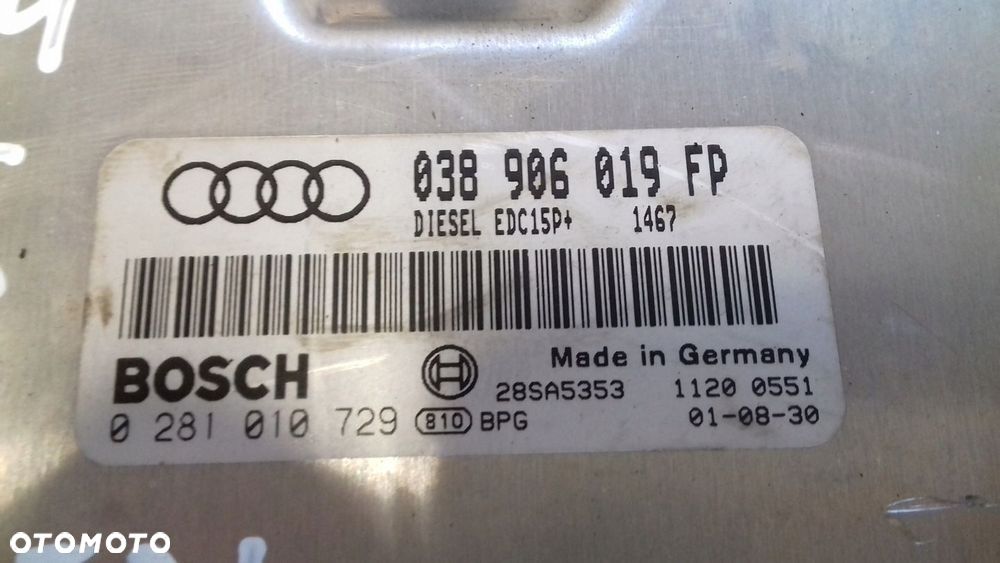 038 906 019 FP
DIESEL EDC15P+ 1467
BOSCH
Made in Germany
28SA5353 1120 0551
0 281 010 729 810 BPG 01-08-30
OTOMOTO